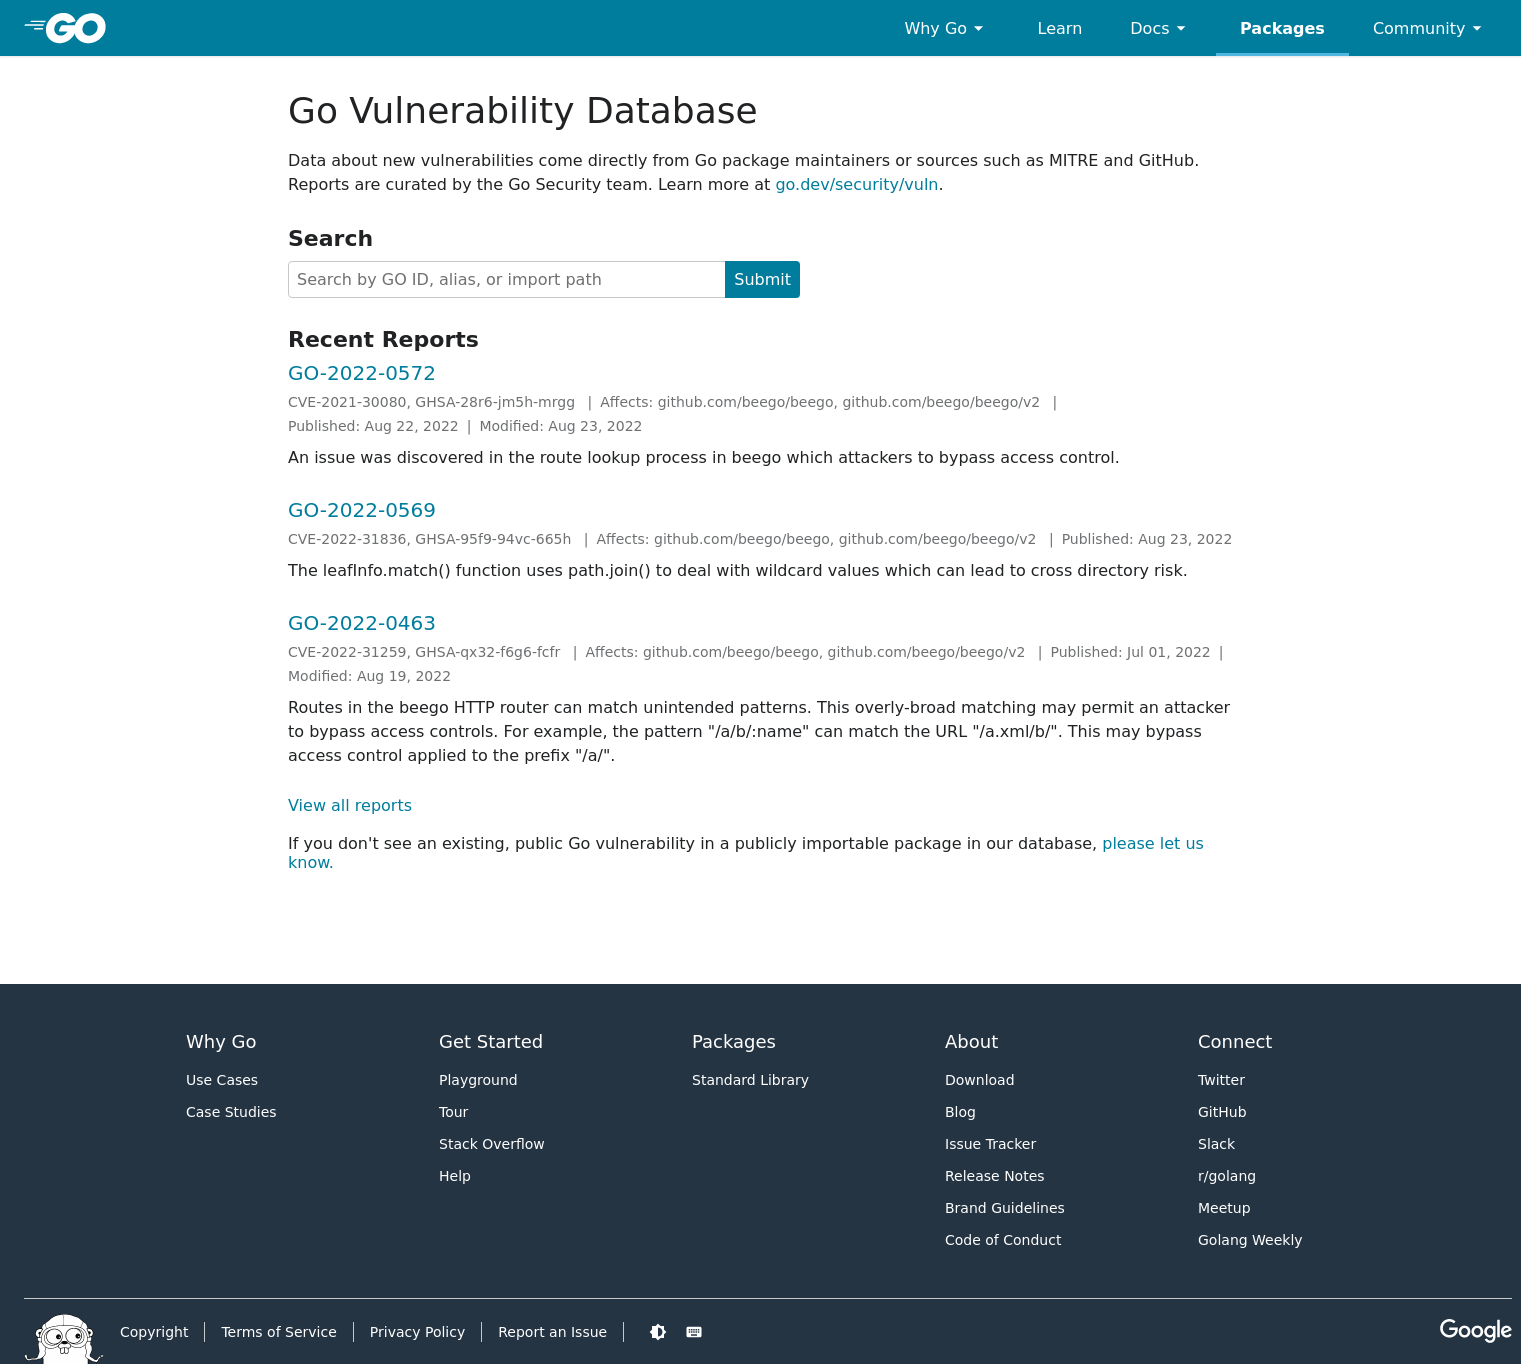 GO
Why Go
Learn
Docs
Packages
Community
Go Vulnerability Database
Data about new vulnerabilities come directly from Go package maintainers or sources such as MITRE and GitHub.
Reports are curated by the Go Security team. Learn more at go.dev/security/vuln.
Search
Search by GO ID, alias, or import path
Submit
Recent Reports
GO-2022-0572
CVE-2021-30080, GHSA-28r6-jm5h-mrgg | Affects: github.com/beego/beego, github.com/beego/beego/v2 |
Published: Aug 22, 2022 | Modified: Aug 23, 2022
An issue was discovered in the route lookup process in beego which attackers to bypass access control.
GO-2022-0569
CVE-2022-31836, GHSA-95f9-94vc-665h | Affects: github.com/beego/beego, github.com/beego/beego/v2 | Published: Aug 23, 2022
The leafInfo.match() function uses path.join() to deal with wildcard values which can lead to cross directory risk.
GO-2022-0463
CVE-2022-31259, GHSA-qx32-f6g6-fcfr | Affects: github.com/beego/beego, github.com/beego/beego/v2 | Published: Jul 01, 2022 |
Modified: Aug 19, 2022
Routes in the beego HTTP router can match unintended patterns. This overly-broad matching may permit an attacker
to bypass access controls. For example, the pattern "/a/b/:name" can match the URL "/a.xml/b/". This may bypass
access control applied to the prefix "/a/".
View all reports
If you don't see an existing, public Go vulnerability in a publicly importable package in our database, please let us
know.
Why Go
Use Cases
Case Studies
Get Started
Playground
Tour
Stack Overflow
Help
Packages
Standard Library
About
Download
Blog
Issue Tracker
Release Notes
Brand Guidelines
Code of Conduct
Connect
Twitter
GitHub
Slack
r/golang
Meetup
Golang Weekly
Copyright
Terms of Service
Privacy Policy
Report an Issue
Google